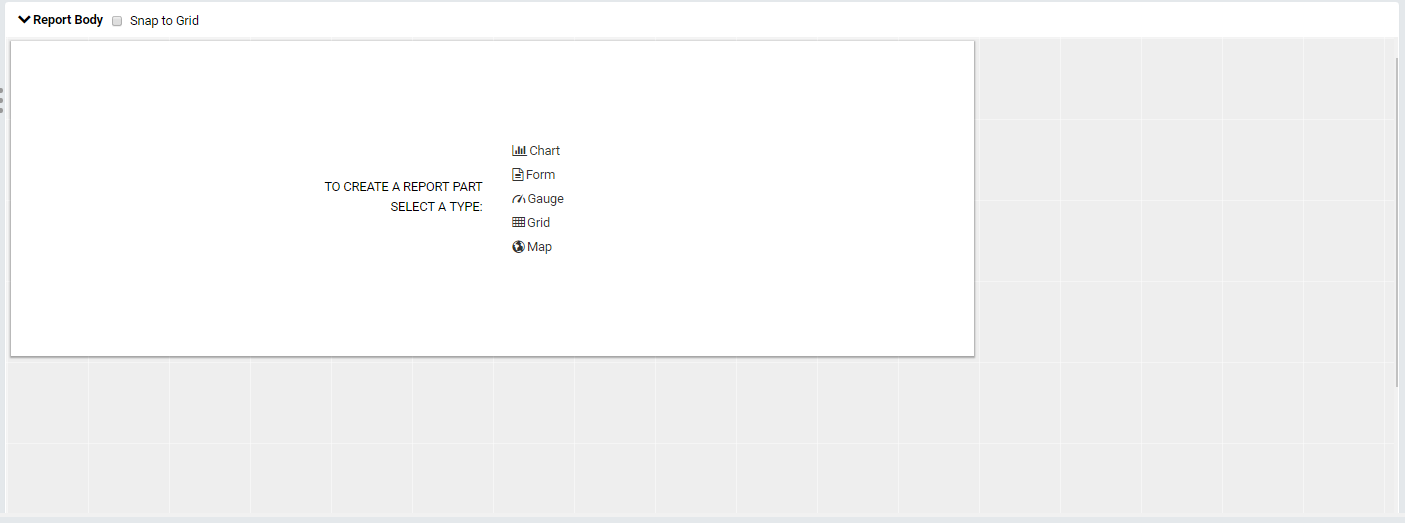 Report Body Snap to Grid
TO CREATE A REPORT PART
SELECT A TYPE:
Chart
Form
Gauge
Grid
Map